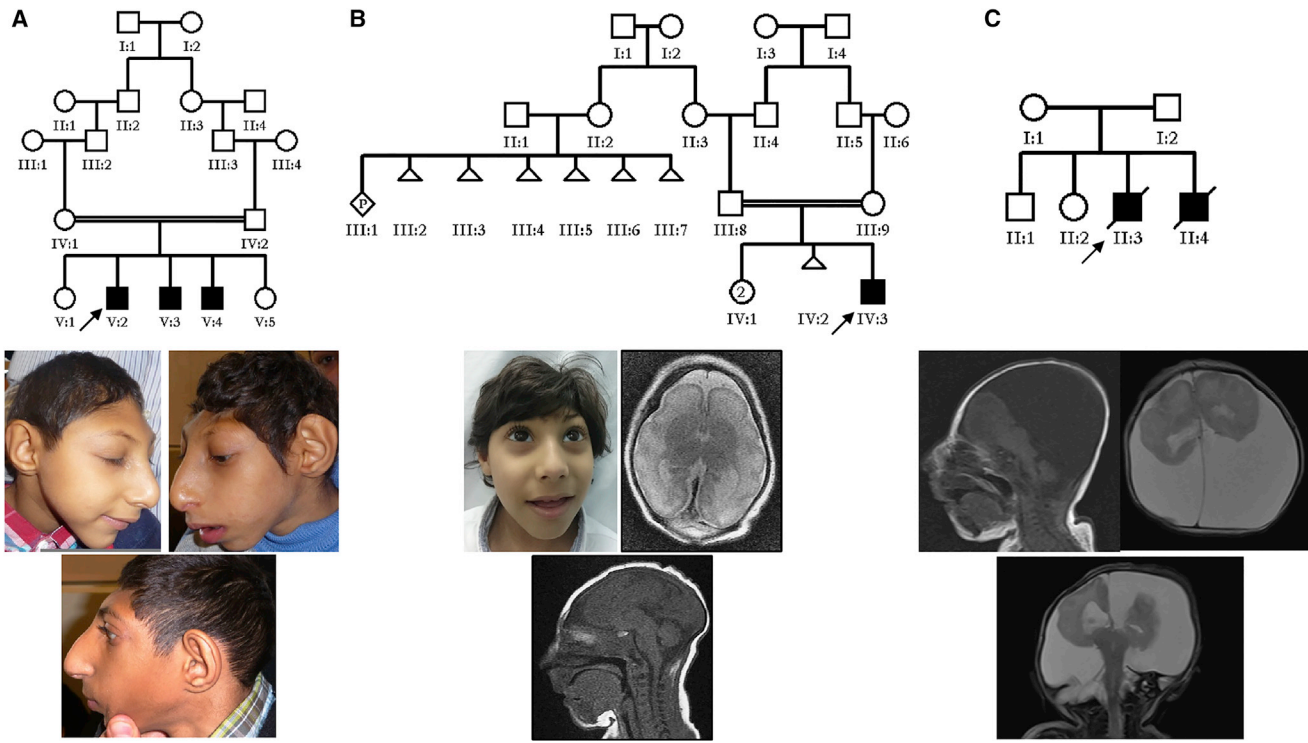 A
I:1 I:2
II:1 II:2 II:3 II:4
III:1 III:2 III:3 III:4
IV:1 IV:2
V:1 V:2 V:3 V:4 V:5
B
I:1 I:2 I:3 I:4
II:1 II:2 II:3 II:4 II:5 II:6
P
III:1 III:2 III:3 III:4 III:5 III:6 III:7 III:8 III:9
2
IV:1 IV:2 IV:3
C
I:1 I:2
II:1 II:2 II:3 II:4